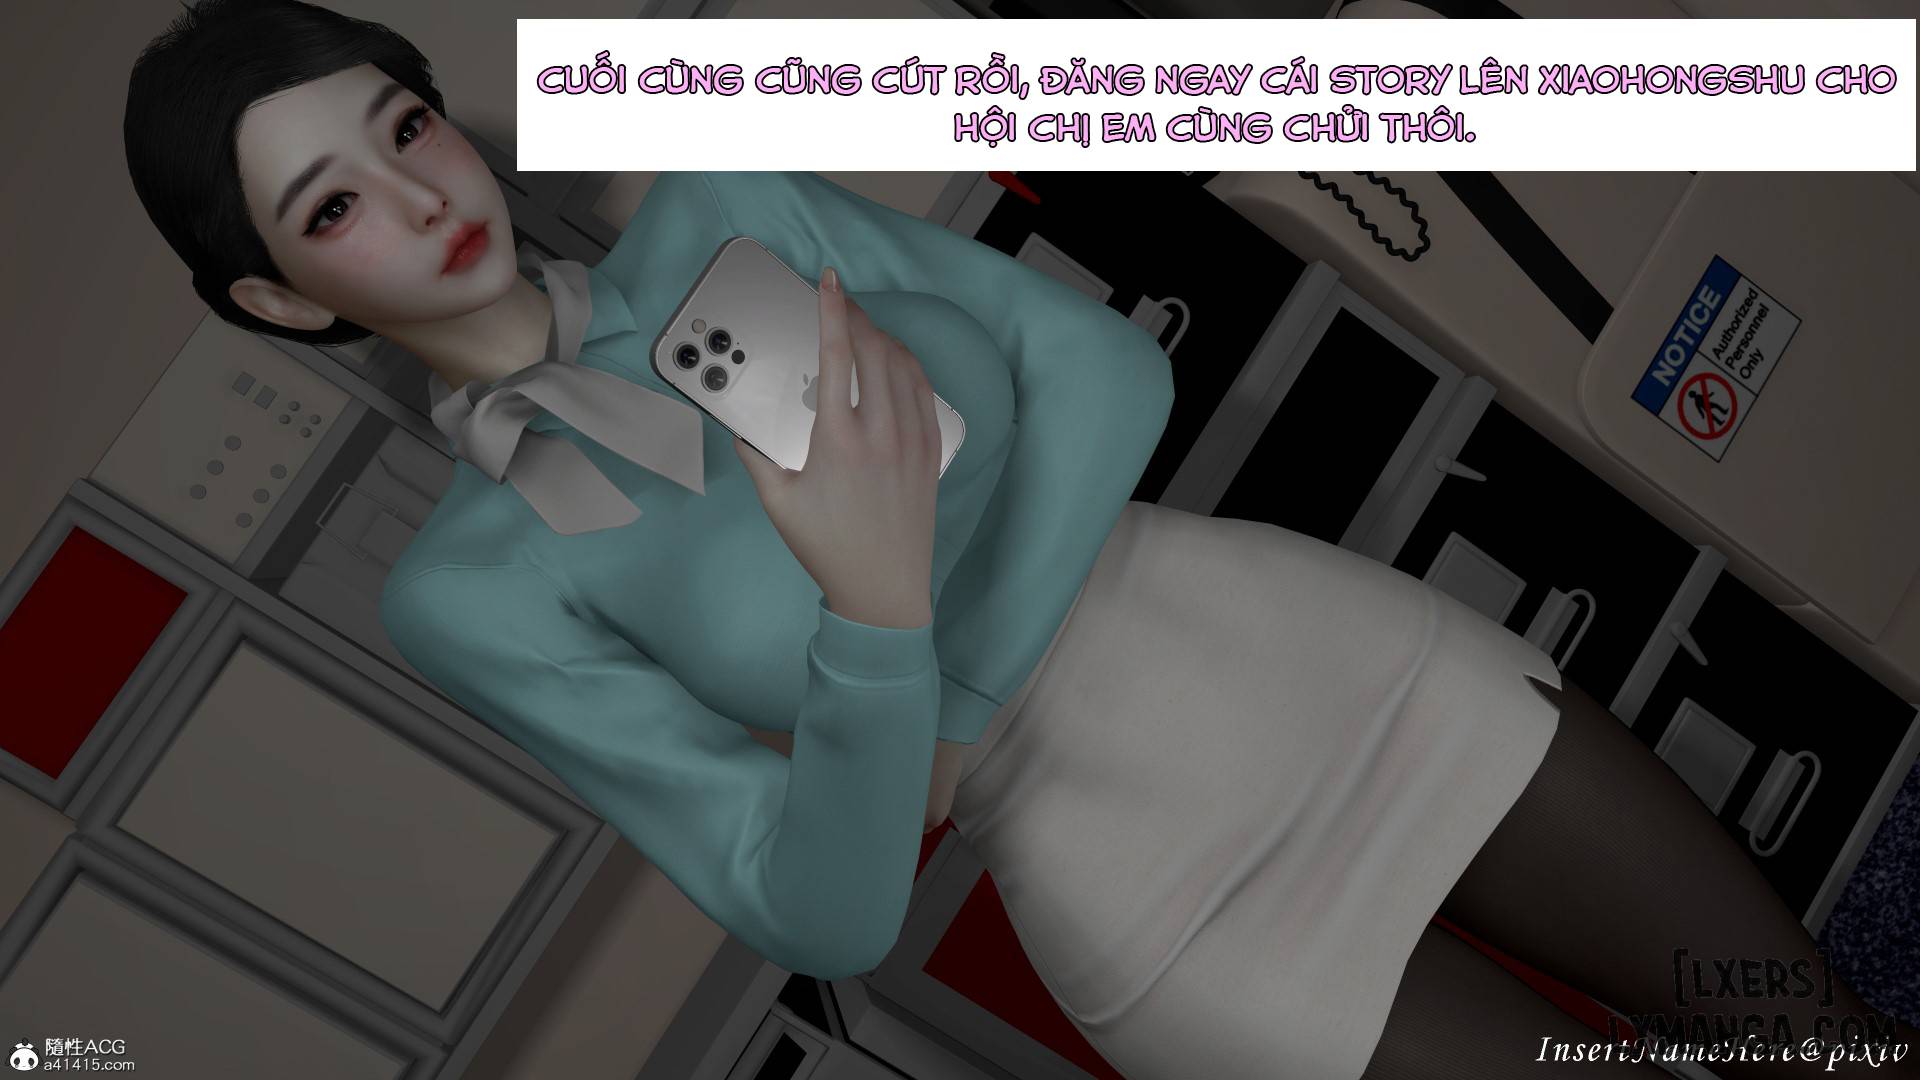 CUỐI CÙNG CŨNG CÚT RỒI, ĐĂNG NGAY CÁI STORY LÊN XIAOHONGSHU CHO
HỘI CHỊ EM CÙNG CHỬI THÔI.
NOTICE
Authorized
Personnel
Only
[LXERS]
LXMANGA.COM
InsertNameHere@pixiv
隨性ACG
a41415.com